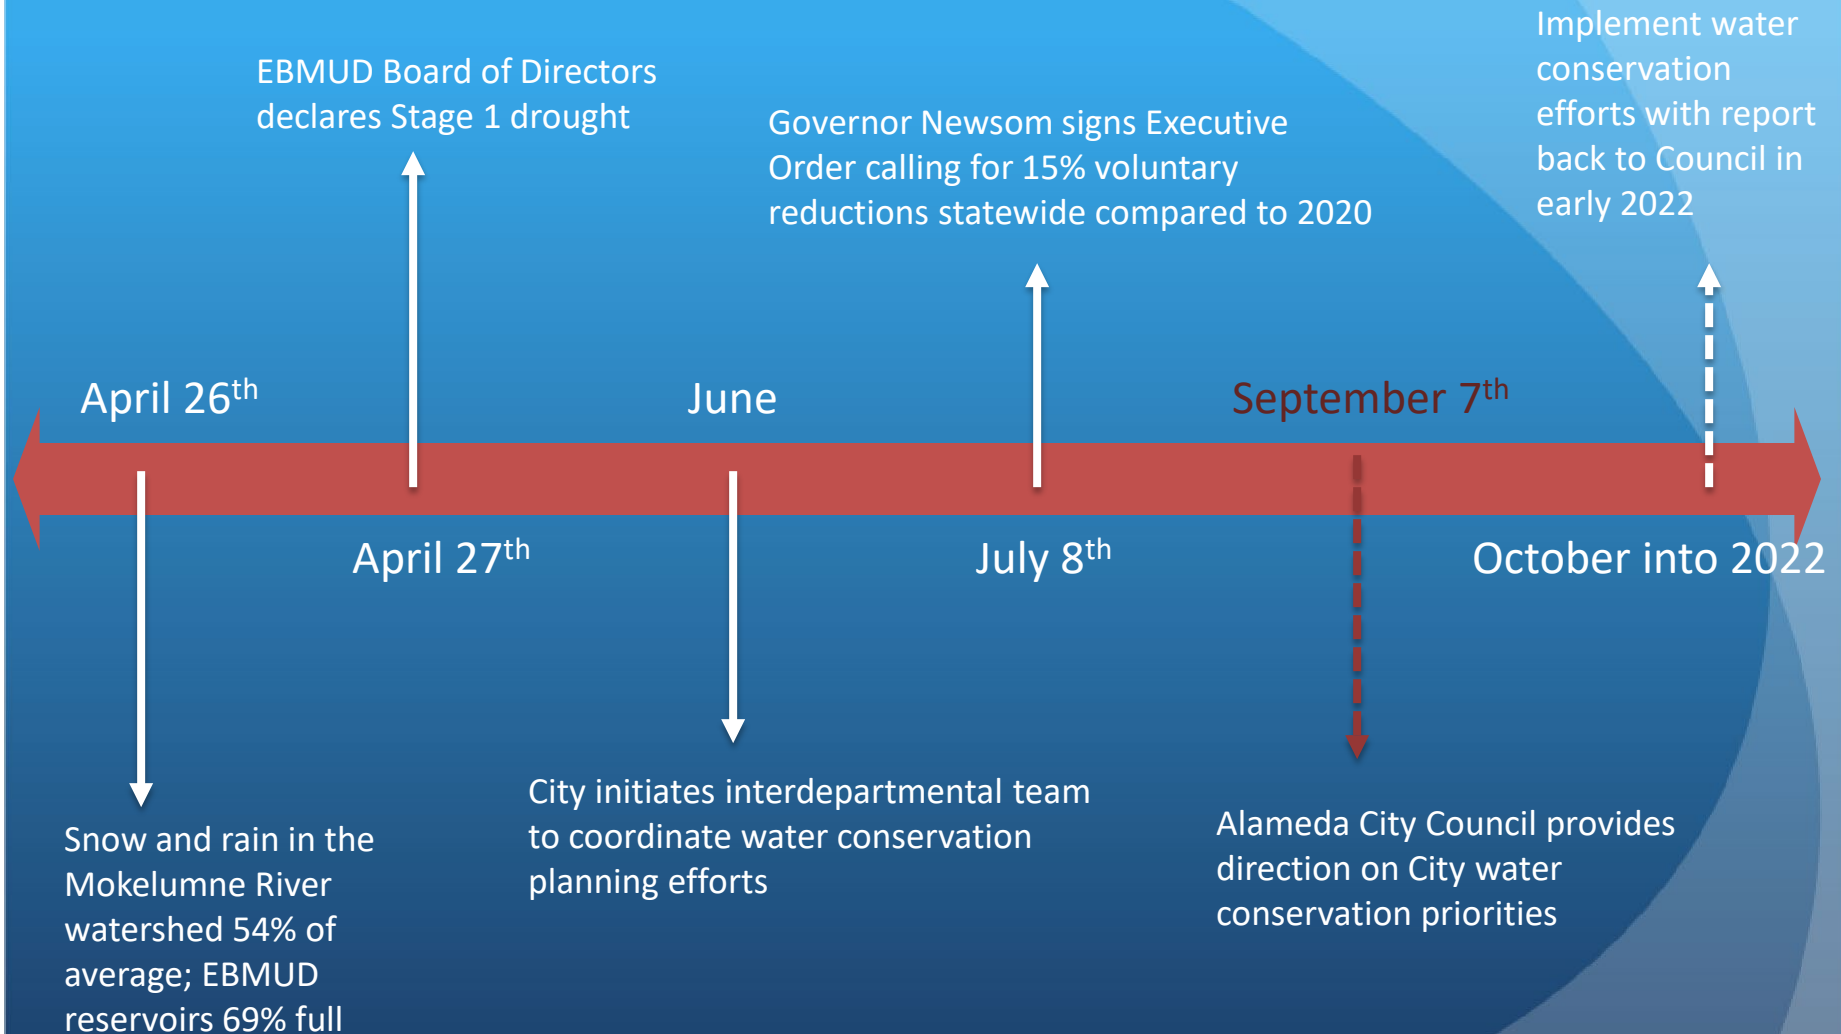 Implement water
conservation
efforts with report
back to Council in
early 2022
EBMUD Board of Directors
declares Stage 1 drought
Governor Newsom signs Executive
Order calling for 15% voluntary
reductions statewide compared to 2020
April 26th
June
September 7th
April 27th
July 8th
October into 2022
Snow and rain in the
Mokelumne River
watershed 54% of
average; EBMUD
reservoirs 69% full
City initiates interdepartmental team
to coordinate water conservation
planning efforts
Alameda City Council provides
direction on City water
conservation priorities